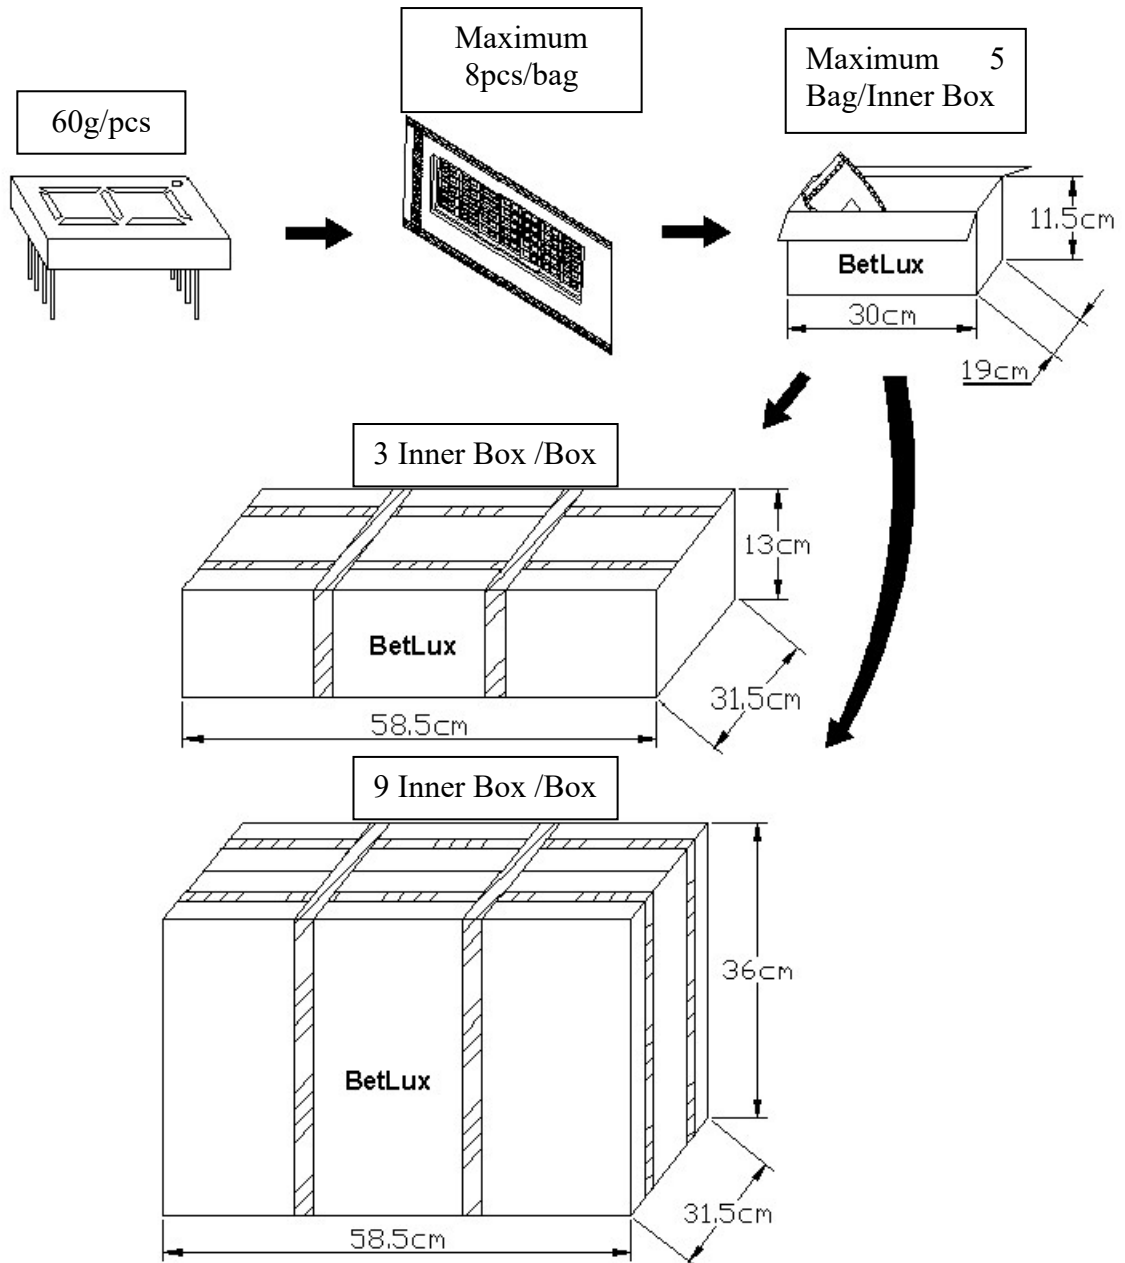 Maximum
8pcs/bag
Maximum 5
Bag/Inner Box
60g/pcs
11.5cm
BetLux
30cm
19cm
3 Inner Box /Box
13cm
BetLux
31.5cm
58.5cm
9 Inner Box /Box
36cm
BetLux
31.5cm
58.5cm